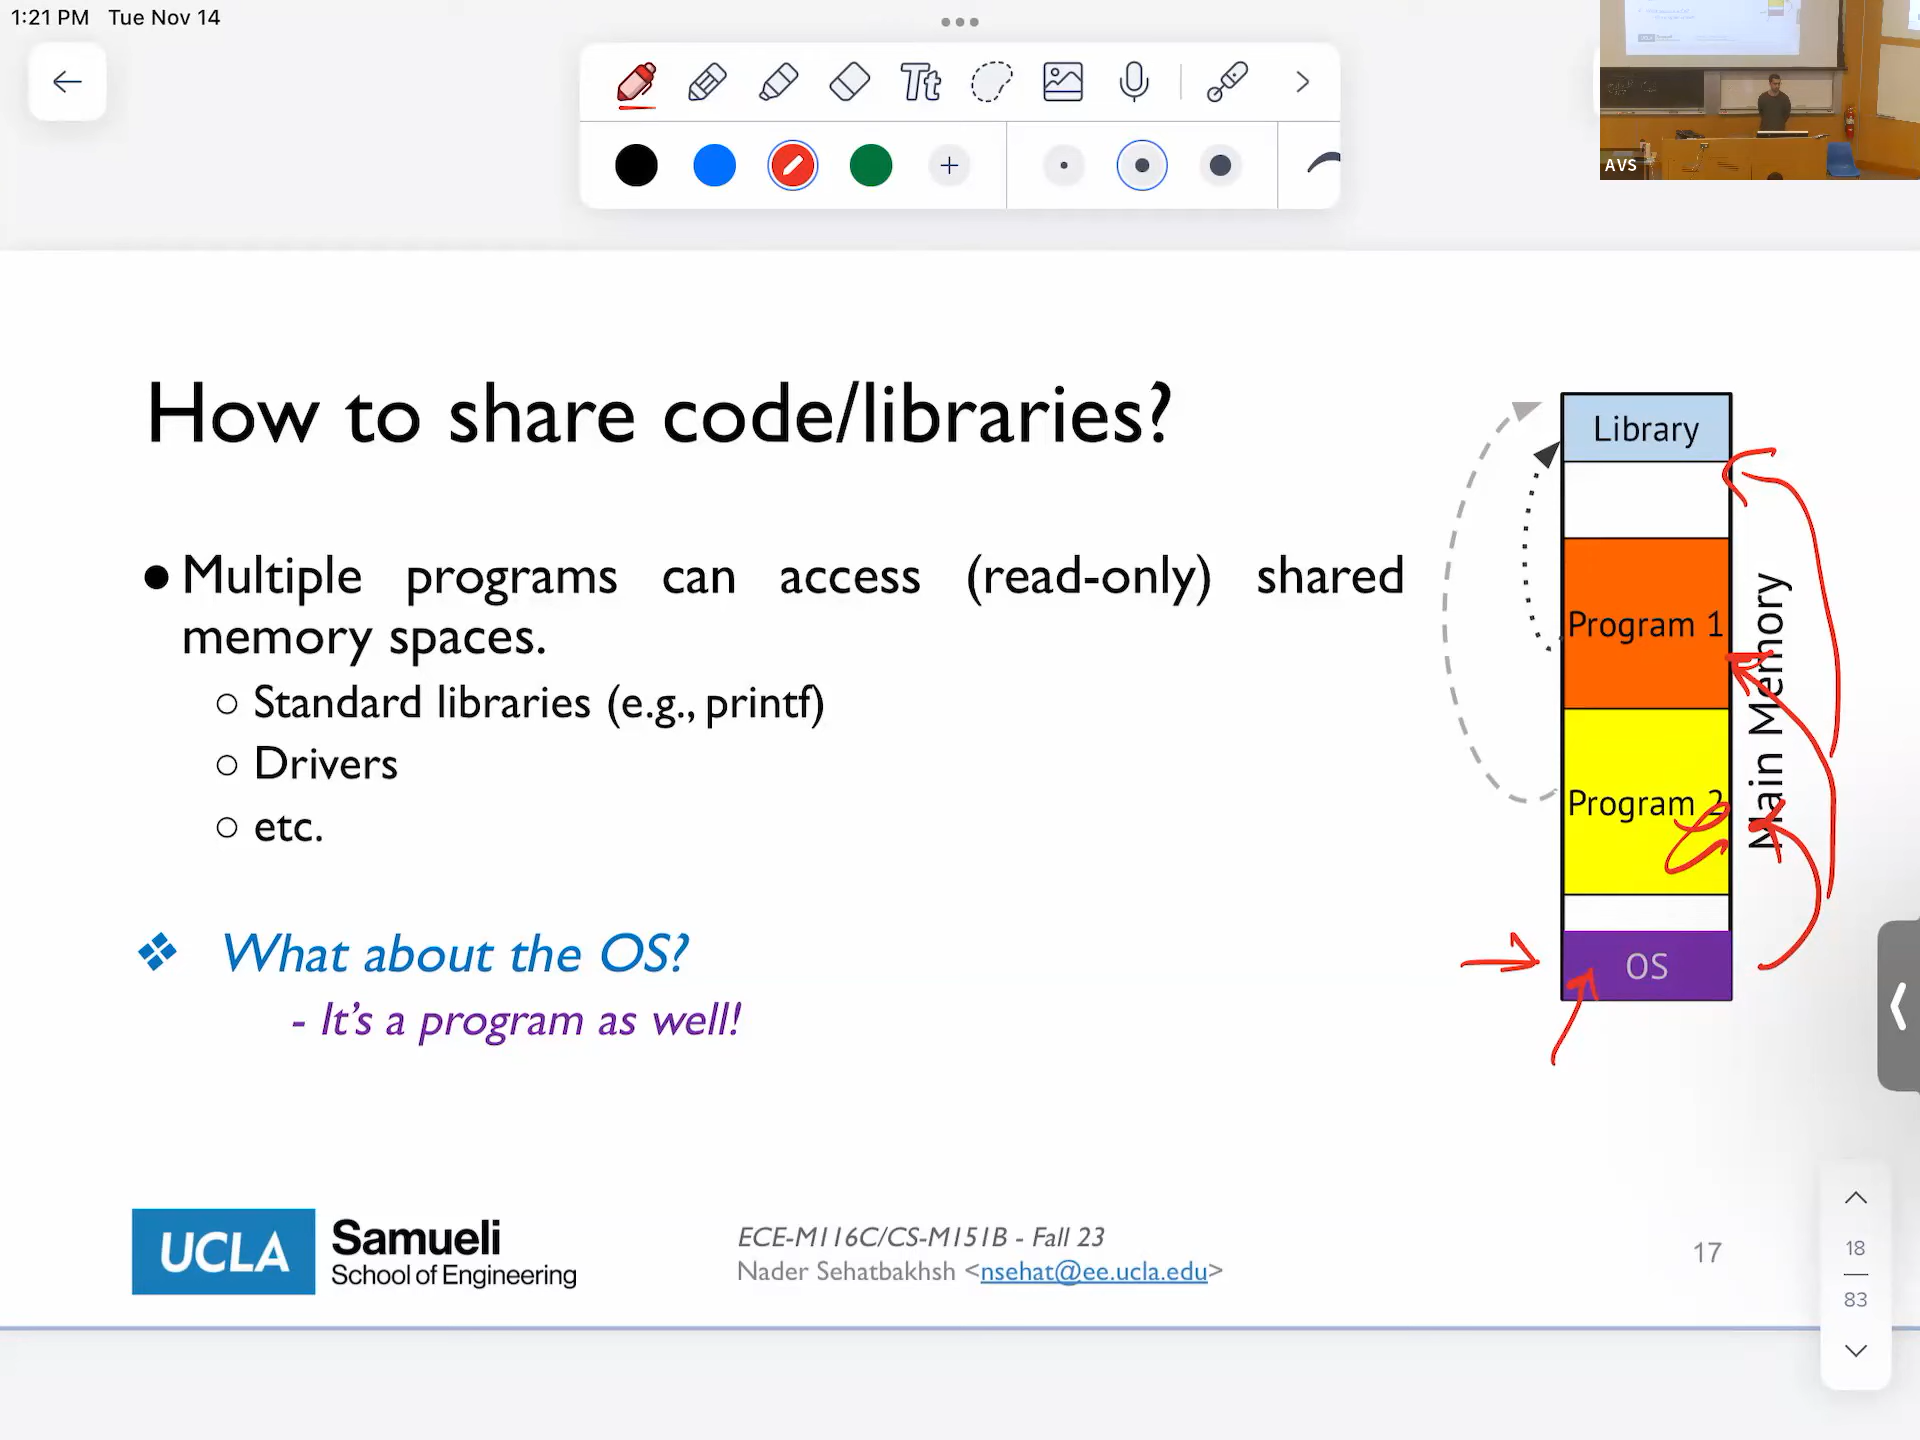 1:21 PM Tue Nov 14
Tt
AVS
How to share code/libraries?
● Multiple programs can access (read-only) shared
memory spaces.
○ Standard libraries (e.g., printf)
○ Drivers
○ etc.
❖ What about the OS?
- It's a program as well!
Library
Program 1
Program 2
OS
Main Memory
UCLA Samueli
School of Engineering
ECE-M116C/CS-M151B - Fall 23
Nader Sehatbakhsh <nsehat@ee.ucla.edu>
17
18
83